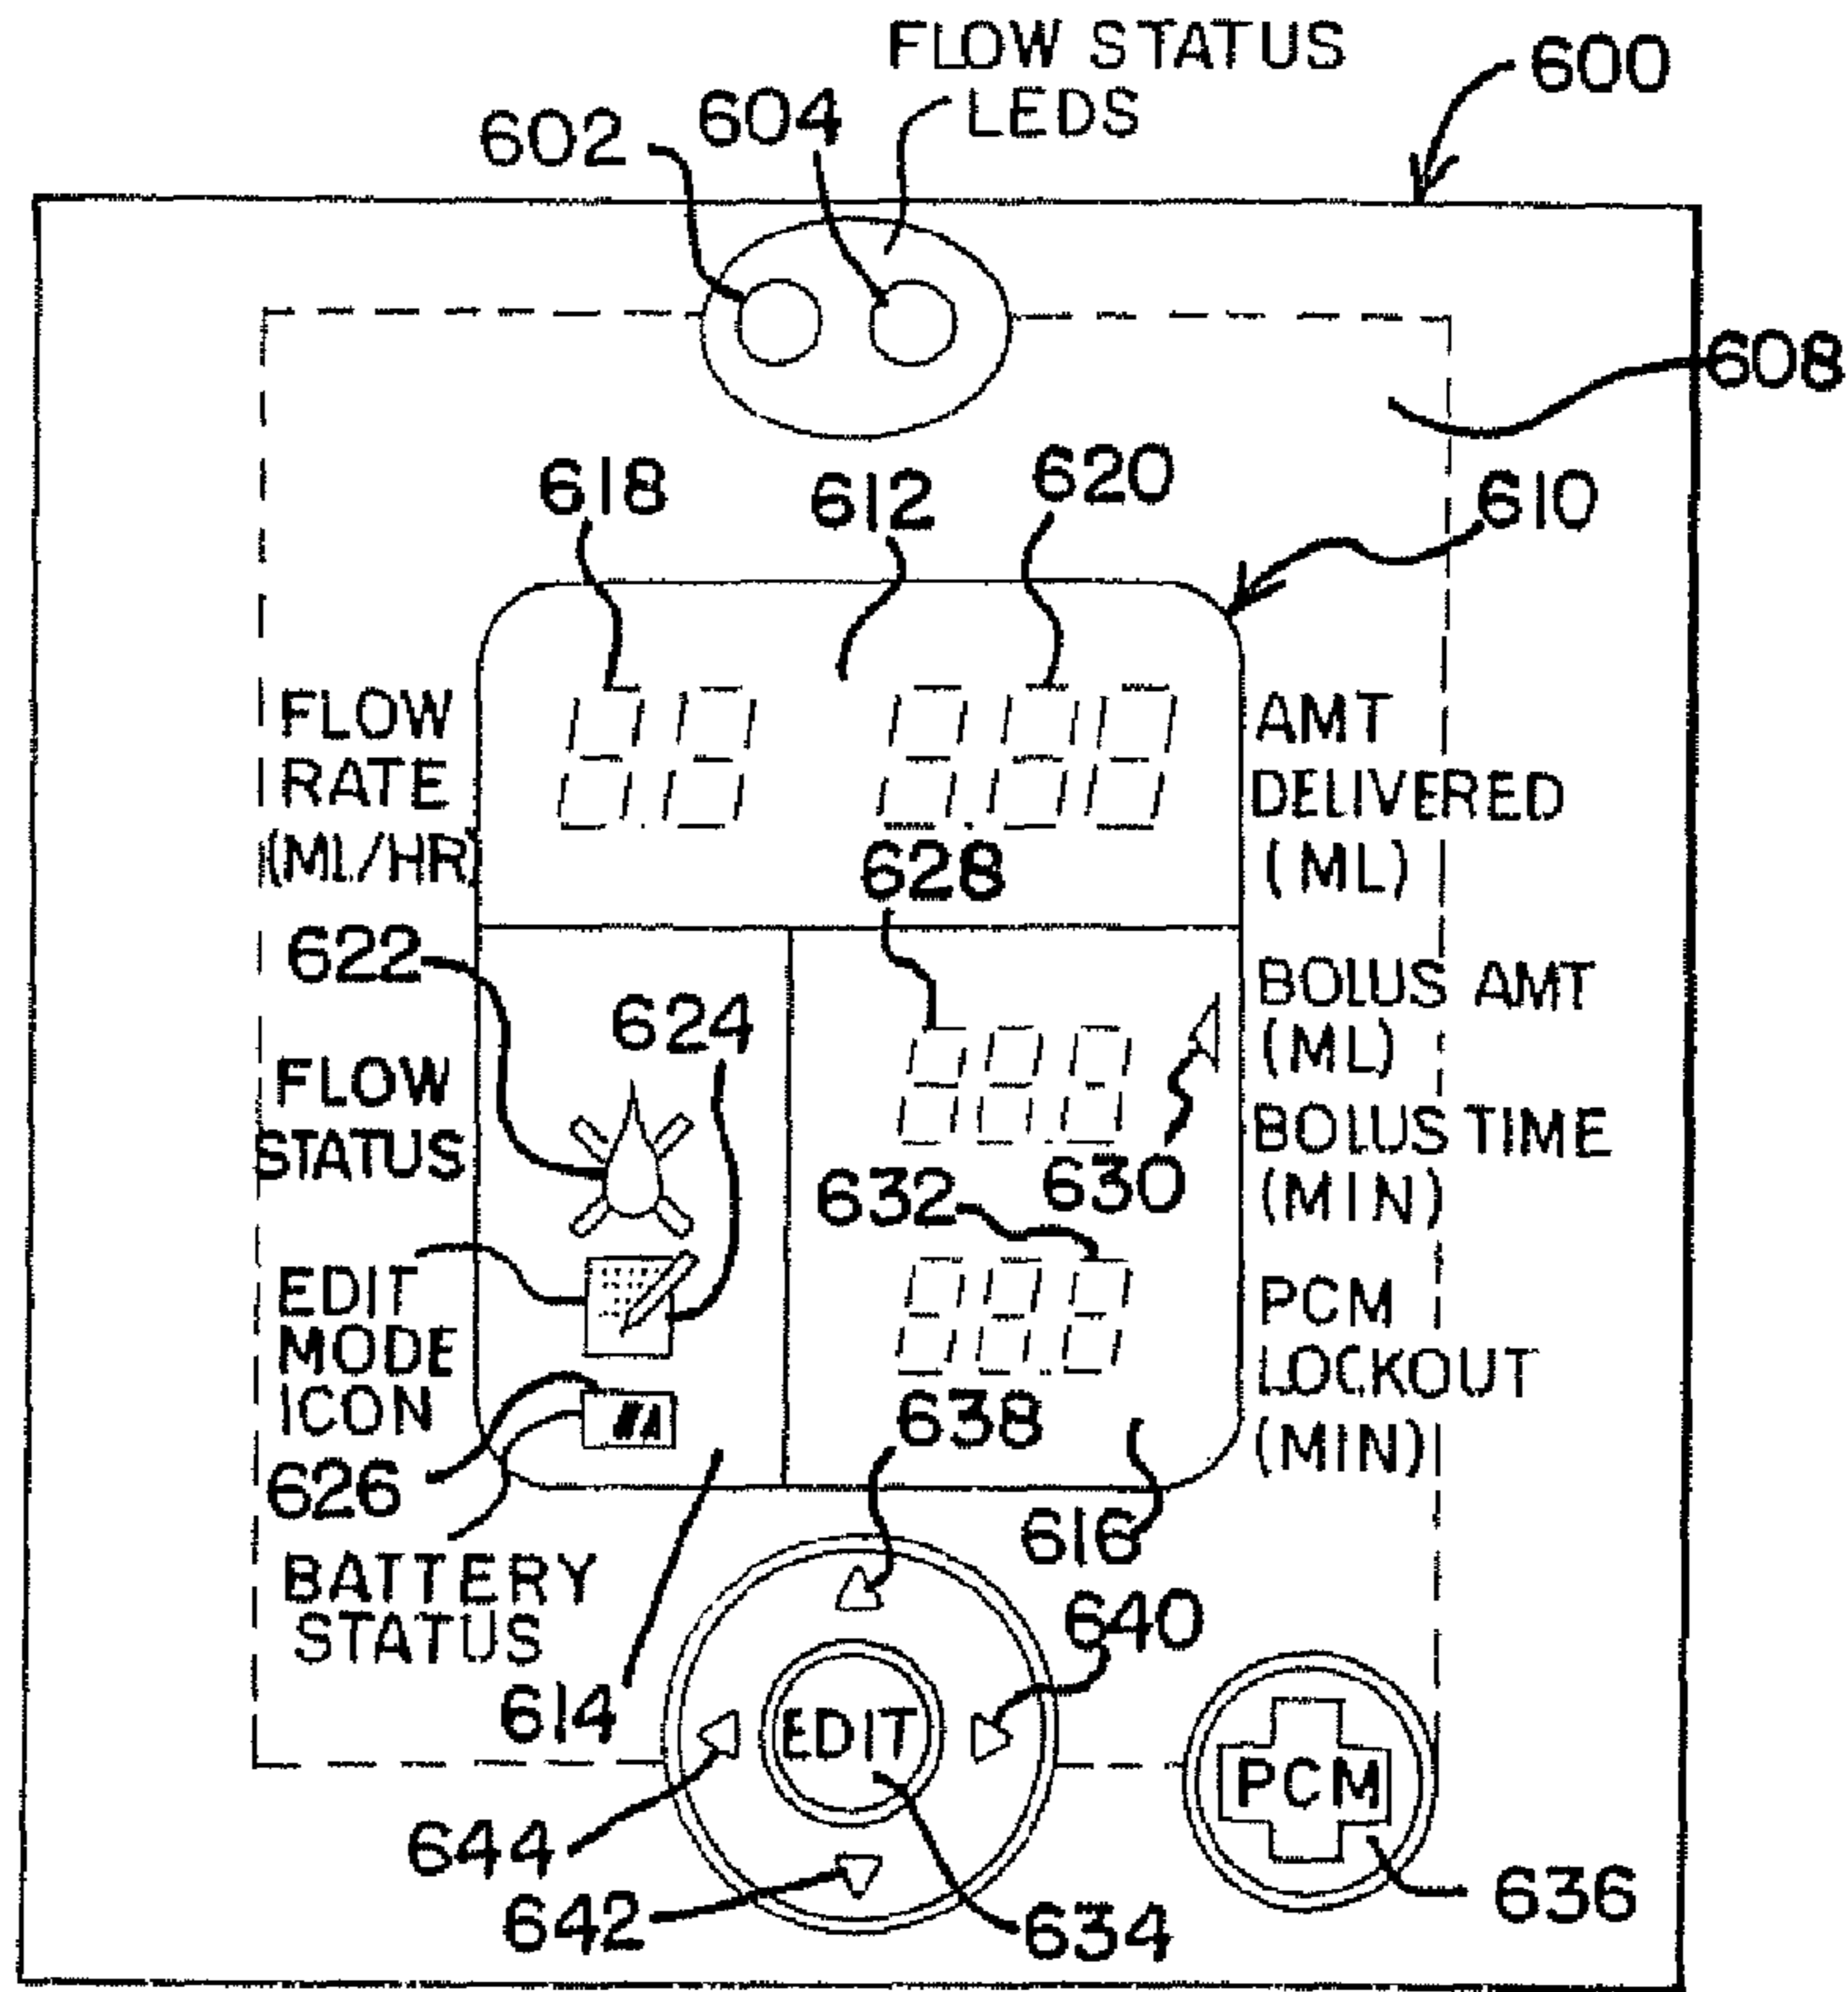 FLOW STATUS
LEDS
600
602
604
608
618
612
620
610
FLOW
RATE
(ML/HR)
AMT
DELIVERED
(ML)
628
622
624
BOLUS AMT
(ML)
FLOW
STATUS
BOLUS TIME
(MIN)
632
630
EDIT
MODE
ICON
PCM
LOCKOUT
(MIN)
638
626
616
BATTERY
STATUS
640
614
EDIT
PCM
644
642
634
636